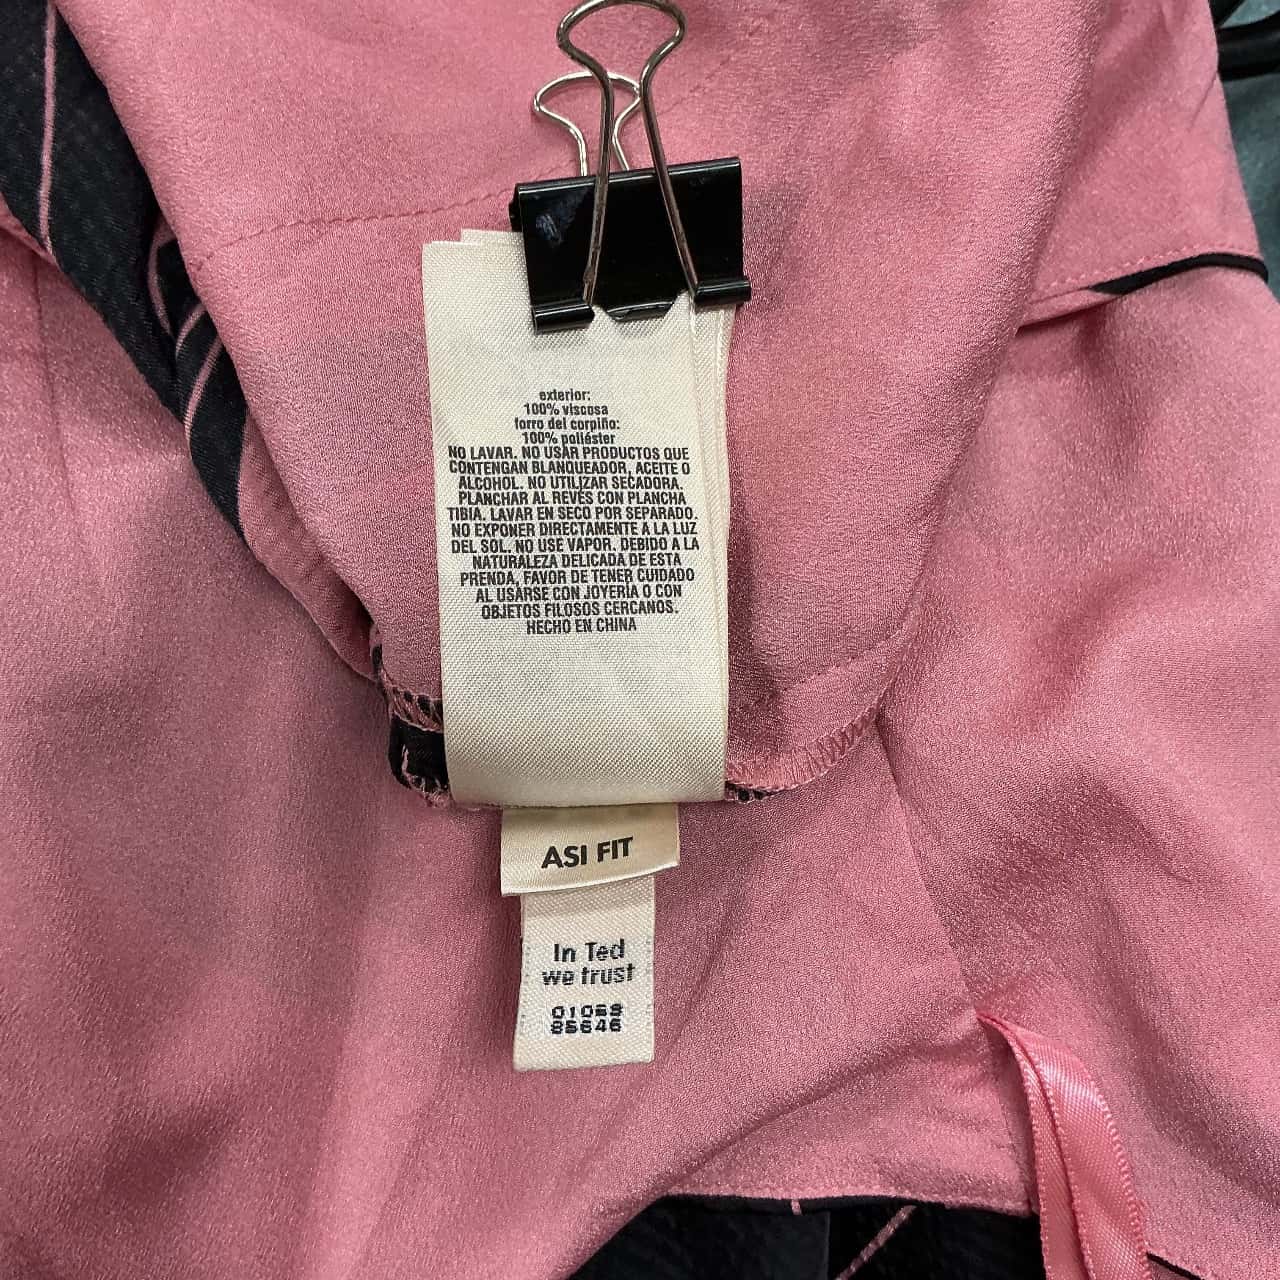 exterior:
100% viscosa
forro del corpiño:
100% poliéster
NO LAVAR. NO USAR PRODUCTOS QUE
CONTENGAN BLANQUEADOR, ACEITE O
ALCOHOL. NO UTILIZAR SECADORA.
PLANCHAR AL REVÉS CON PLANCHA
TIBIA. LAVAR EN SECO POR SEPARADO.
NO EXPONER DIRECTAMENTE A LA LUZ
DEL SOL. NO USE VAPOR. DEBIDO A LA
NATURALEZA DELICADA DE ESTA
PRENDA, FAVOR DE TENER CUIDADO
AL USARSE CON JOYERÍA O CON
OBJETOS FILOSOS CERCANOS.
HECHO EN CHINA
ASI FIT
In Ted
we trust